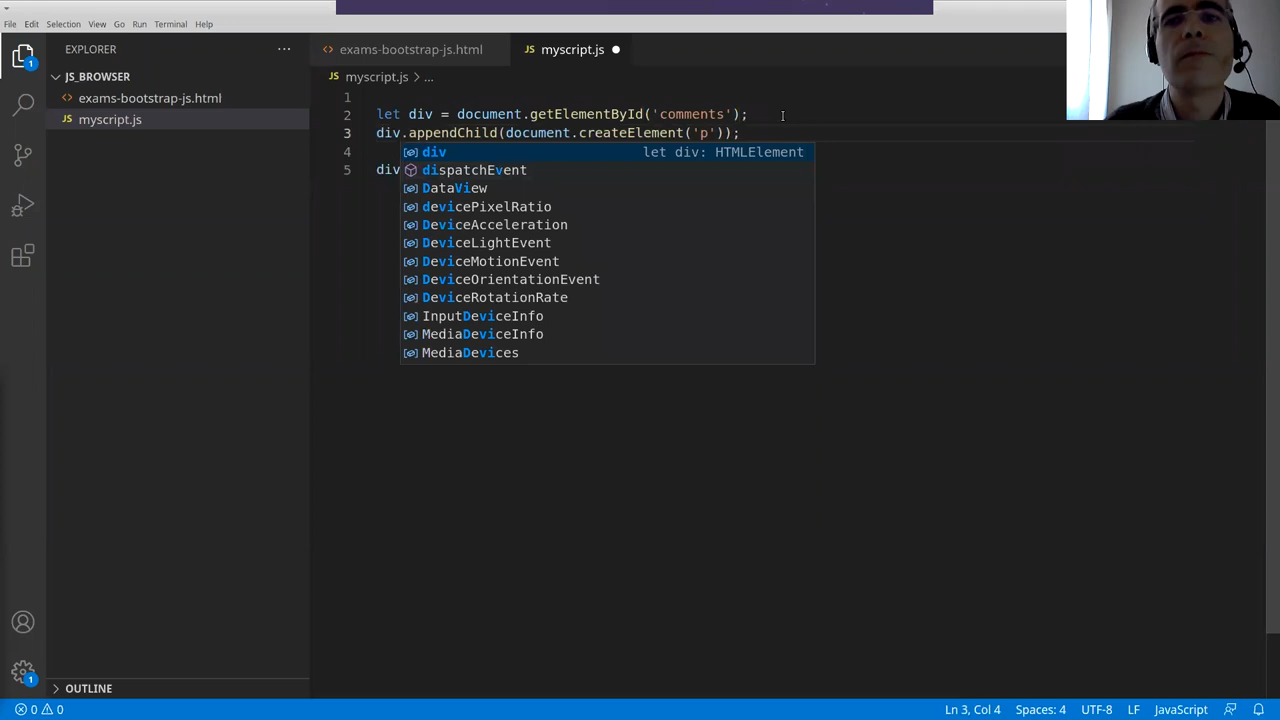 File Edit Selection View Go Run Terminal Help
EXPLORER
exams-bootstrap-js.html
myscript.js
JS_BROWSER
exams-bootstrap-js.html
myscript.js
JS myscript.js > ...
1
2 let div = document.getElementById('comments');
3 div.appendChild(document.createElement('p'));
4
5 div
div let div: HTMLElement
dispatchEvent
DataView
devicePixelRatio
DeviceAcceleration
DeviceLightEvent
DeviceMotionEvent
DeviceOrientationEvent
DeviceRotationRate
InputDeviceInfo
MediaDeviceInfo
MediaDevices
1
1
OUTLINE
0 0 Ln 3, Col 4 Spaces: 4 UTF-8 LF JavaScript